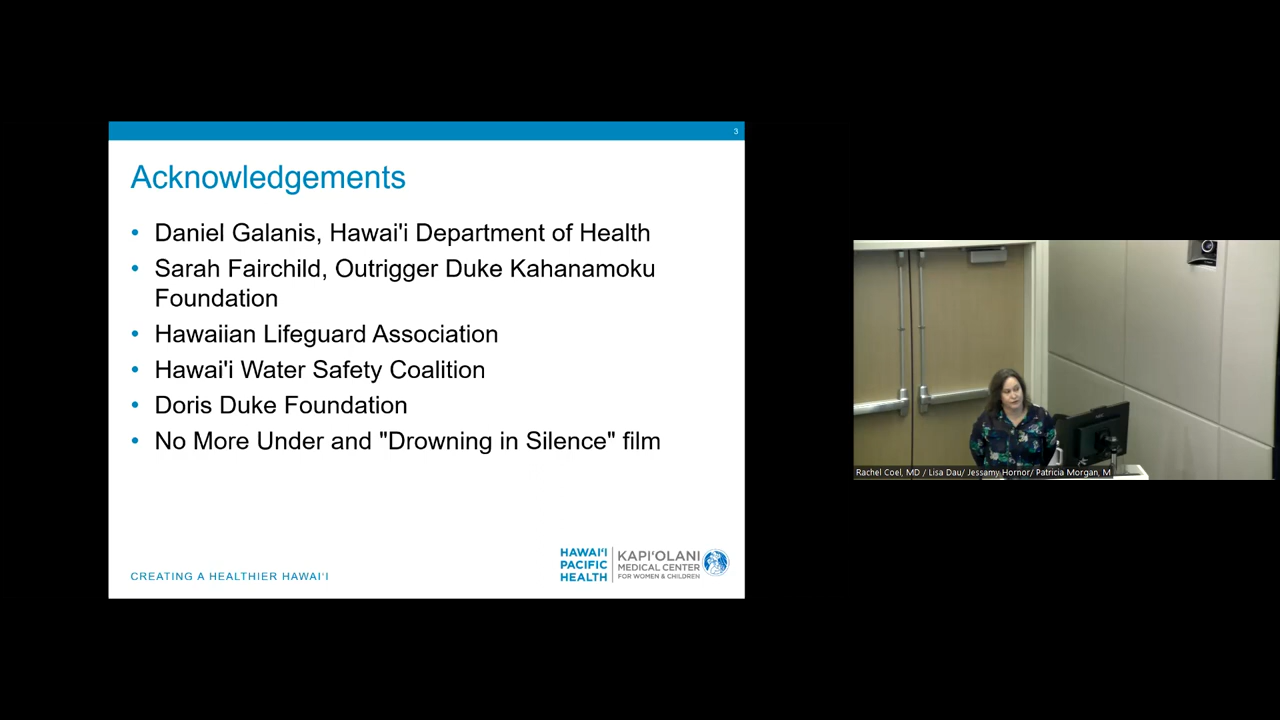 3
Acknowledgements
• Daniel Galanis, Hawai'i Department of Health
• Sarah Fairchild, Outrigger Duke Kahanamoku
Foundation
• Hawaiian Lifeguard Association
• Hawai'i Water Safety Coalition
• Doris Duke Foundation
• No More Under and "Drowning in Silence" film
CREATING A HEALTHIER HAWAI'I
HAWAI'I
PACIFIC
HEALTH
KAPI'OLANI
MEDICAL CENTER
FOR WOMEN & CHILDREN
Rachel Coel, MD / Lisa Dau/ Jessamy Hornor/ Patricia Morgan, M